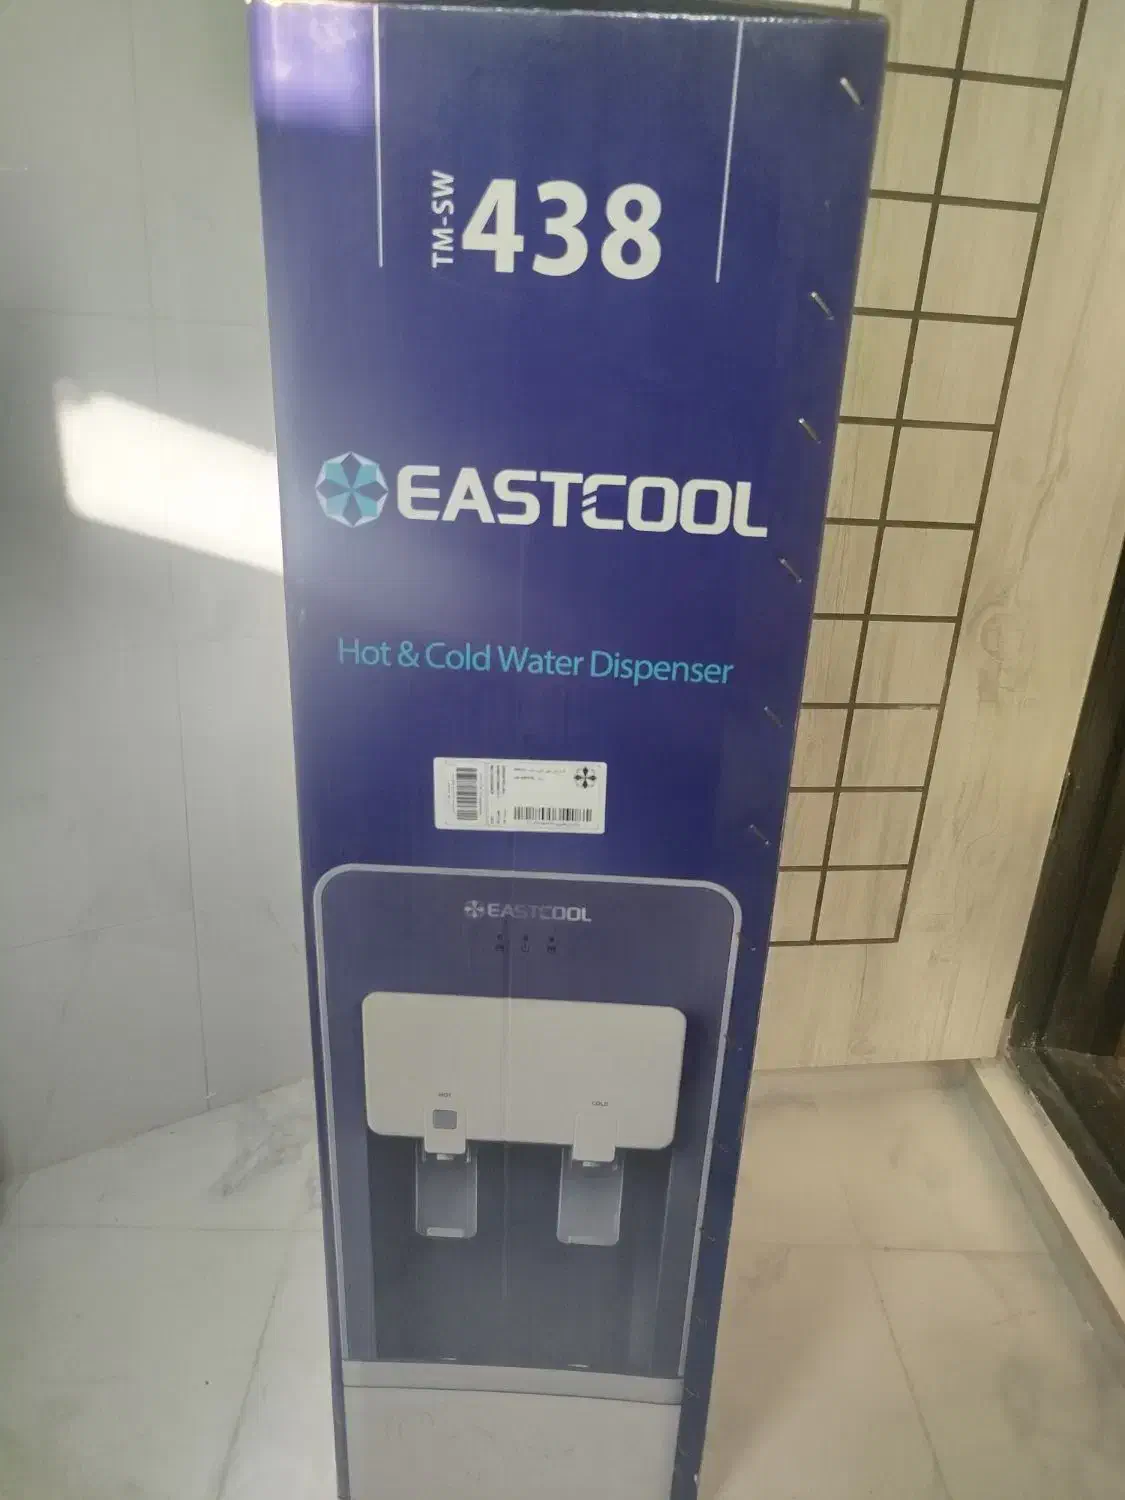 TM-SW
438
EASTCOOL
Hot & Cold Water Dispenser
EASTCOOL
HOT
COLD